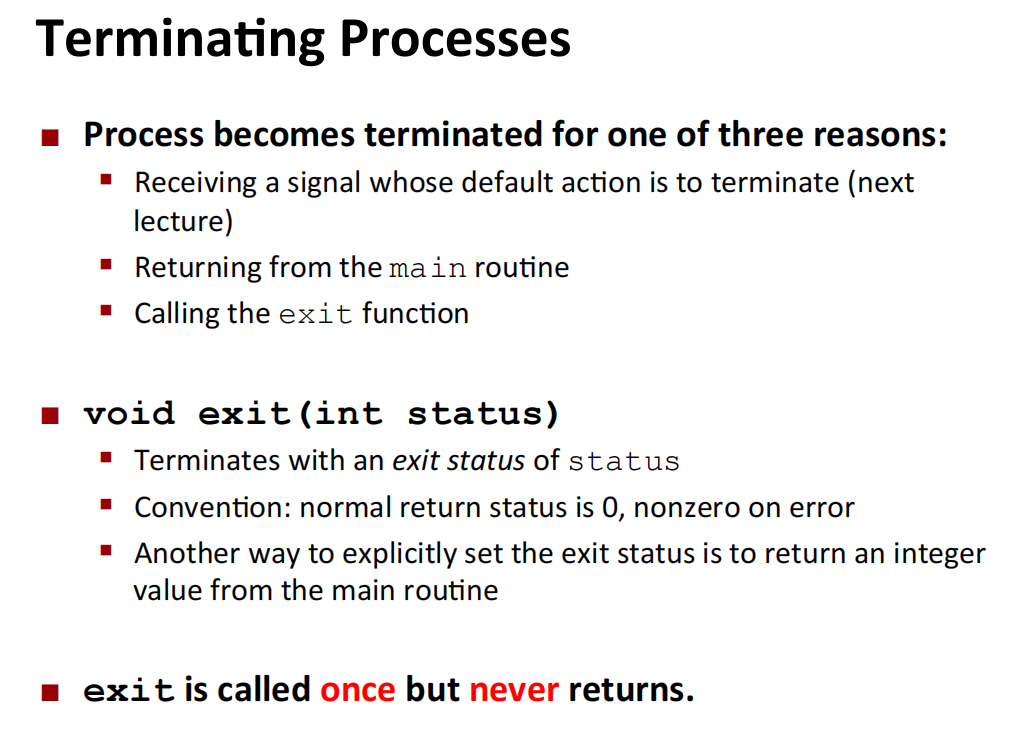 Terminating Processes
Process becomes terminated for one of three reasons:
Receiving a signal whose default action is to terminate (next
lecture)
Returning from the main routine
Calling the exit function
void exit(int status)
Terminates with an exit status of status
Convention: normal return status is 0, nonzero on error
Another way to explicitly set the exit status is to return an integer
value from the main routine
exit is called once but never returns.